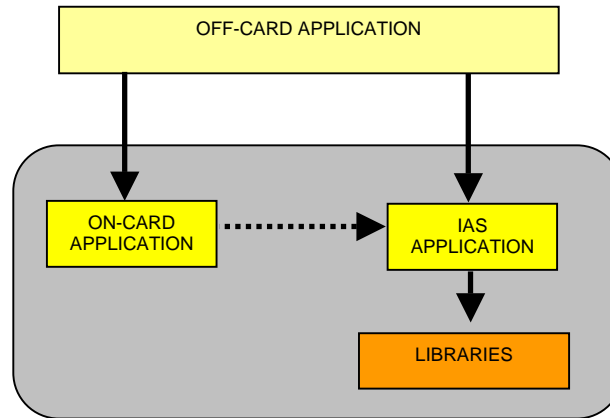 OFF-CARD APPLICATION
ON-CARD
APPLICATION
IAS
APPLICATION
LIBRARIES